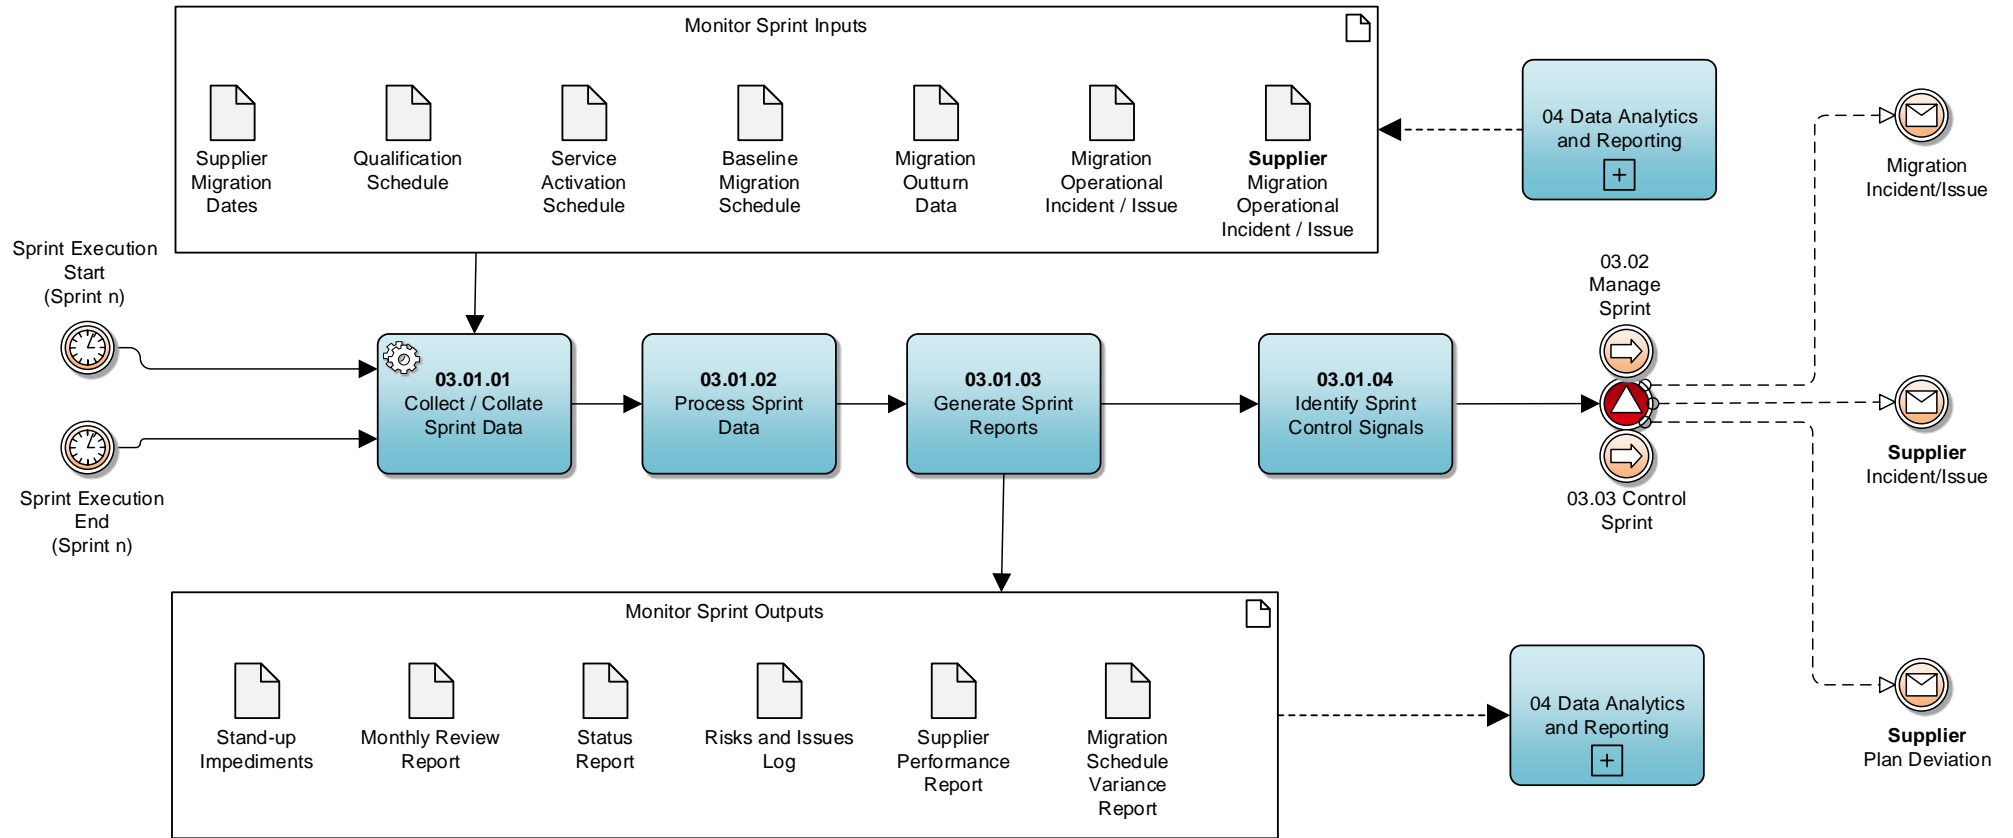 Monitor Sprint Inputs
Supplier
Migration
Dates
Qualification
Schedule
Service
Activation
Schedule
Baseline
Migration
Schedule
Migration
Outturn
Data
Migration
Operational
Incident / Issue
Supplier
Migration
Operational
Incident / Issue
04 Data Analytics
and Reporting
Migration
Incident/Issue
Sprint Execution
Start
(Sprint n)
03.01.01
Collect / Collate
Sprint Data
03.01.02
Process Sprint
Data
03.01.03
Generate Sprint
Reports
03.01.04
Identify Sprint
Control Signals
03.02
Manage
Sprint
03.03 Control
Sprint
Supplier
Incident/Issue
Sprint Execution
End
(Sprint n)
Monitor Sprint Outputs
Stand-up
Impediments
Monthly Review
Report
Status
Report
Risks and Issues
Log
Supplier
Performance
Report
Migration
Schedule
Variance
Report
04 Data Analytics
and Reporting
Supplier
Plan Deviation